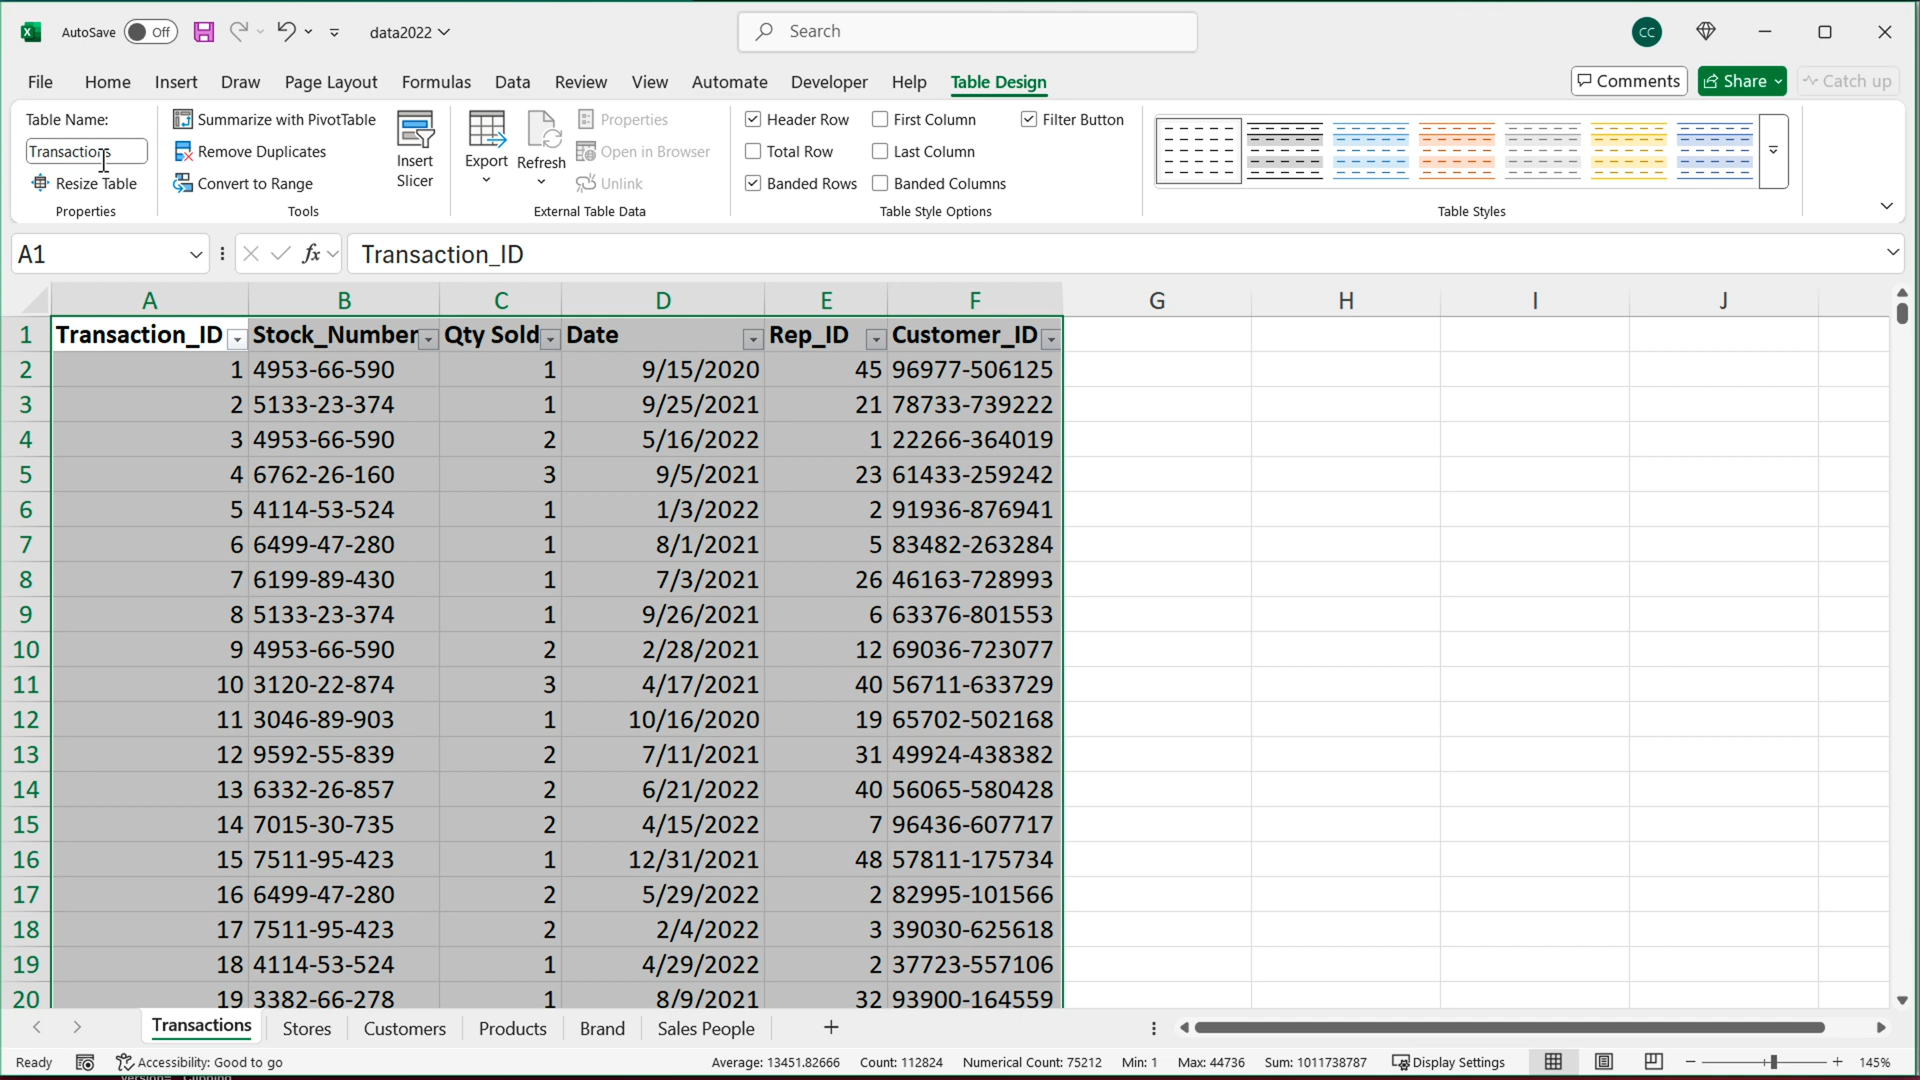 AutoSave Off data2022 Search CC
File Home Insert Draw Page Layout Formulas Data Review View Automate Developer Help Table Design Comments Share Catch up
Table Name:
Transactions
Resize Table
Properties
Summarize with PivotTable
Remove Duplicates
Convert to Range
Insert
Slicer
Tools
Export
Refresh
Properties
Open in Browser
Unlink
External Table Data
Header Row First Column Filter Button
Total Row Last Column
Banded Rows Banded Columns
Table Style Options
Table Styles
A1 fx Transaction_ID
A B C D E F G H I J
1 Transaction_ID Stock_Number Qty Sold Date Rep_ID Customer_ID
2 1 4953-66-590 1 9/15/2020 45 96977-506125
3 2 5133-23-374 1 9/25/2021 21 78733-739222
4 3 4953-66-590 2 5/16/2022 1 22266-364019
5 4 6762-26-160 3 9/5/2021 23 61433-259242
6 5 4114-53-524 1 1/3/2022 2 91936-876941
7 6 6499-47-280 1 8/1/2021 5 83482-263284
8 7 6199-89-430 1 7/3/2021 26 46163-728993
9 8 5133-23-374 1 9/26/2021 6 63376-801553
10 9 4953-66-590 2 2/28/2021 12 69036-723077
11 10 3120-22-874 3 4/17/2021 40 56711-633729
12 11 3046-89-903 1 10/16/2020 19 65702-502168
13 12 9592-55-839 2 7/11/2021 31 49924-438382
14 13 6332-26-857 2 6/21/2022 40 56065-580428
15 14 7015-30-735 2 4/15/2022 7 96436-607717
16 15 7511-95-423 1 12/31/2021 48 57811-175734
17 16 6499-47-280 2 5/29/2022 2 82995-101566
18 17 7511-95-423 2 2/4/2022 3 39030-625618
19 18 4114-53-524 1 4/29/2022 2 37723-557106
20 19 3382-66-278 1 8/9/2021 32 93900-164559
Transactions Stores Customers Products Brand Sales People
Ready Accessibility: Good to go Average: 13451.82666 Count: 112824 Numerical Count: 75212 Min: 1 Max: 44736 Sum: 1011738787 Display Settings 145%